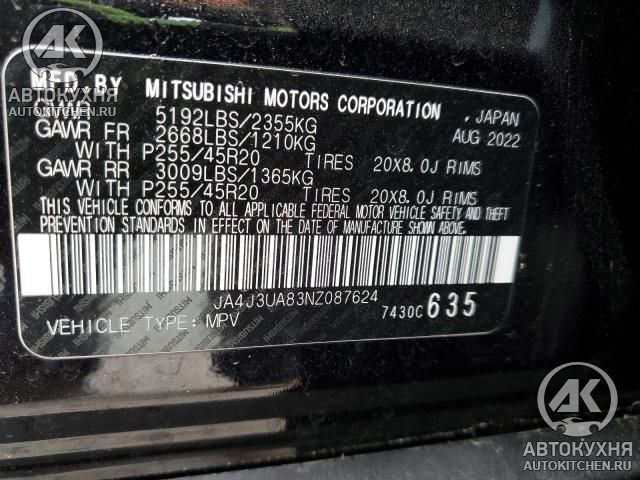 MFD BY MITSUBISHI MOTORS CORPORATION , JAPAN
5192LBS/2355KG AUG 2022
GAWR FR 2668LBS/1210KG
WITH P255/45R20 TIRES 20X8.0J RIMS
GAWR RR 3009LBS/1365KG
WITH P255/45R20 TIRES 20X8.0J RIMS
THIS VEHICLE CONFORMS TO ALL APPLICABLE FEDERAL MOTOR VEHICLE SAFETY AND THEFT
PREVENTION STANDARDS IN EFFECT ON THE DATE OF MANUFACTURE SHOWN ABOVE.
JA4J3UA83NZ087624
VEHICLE TYPE: MPV 7430C 635
АК
АВТОКУХНЯ
AUTOKITCHEN.RU
АК
АВТОКУХНЯ
AUTOKITCHEN.RU